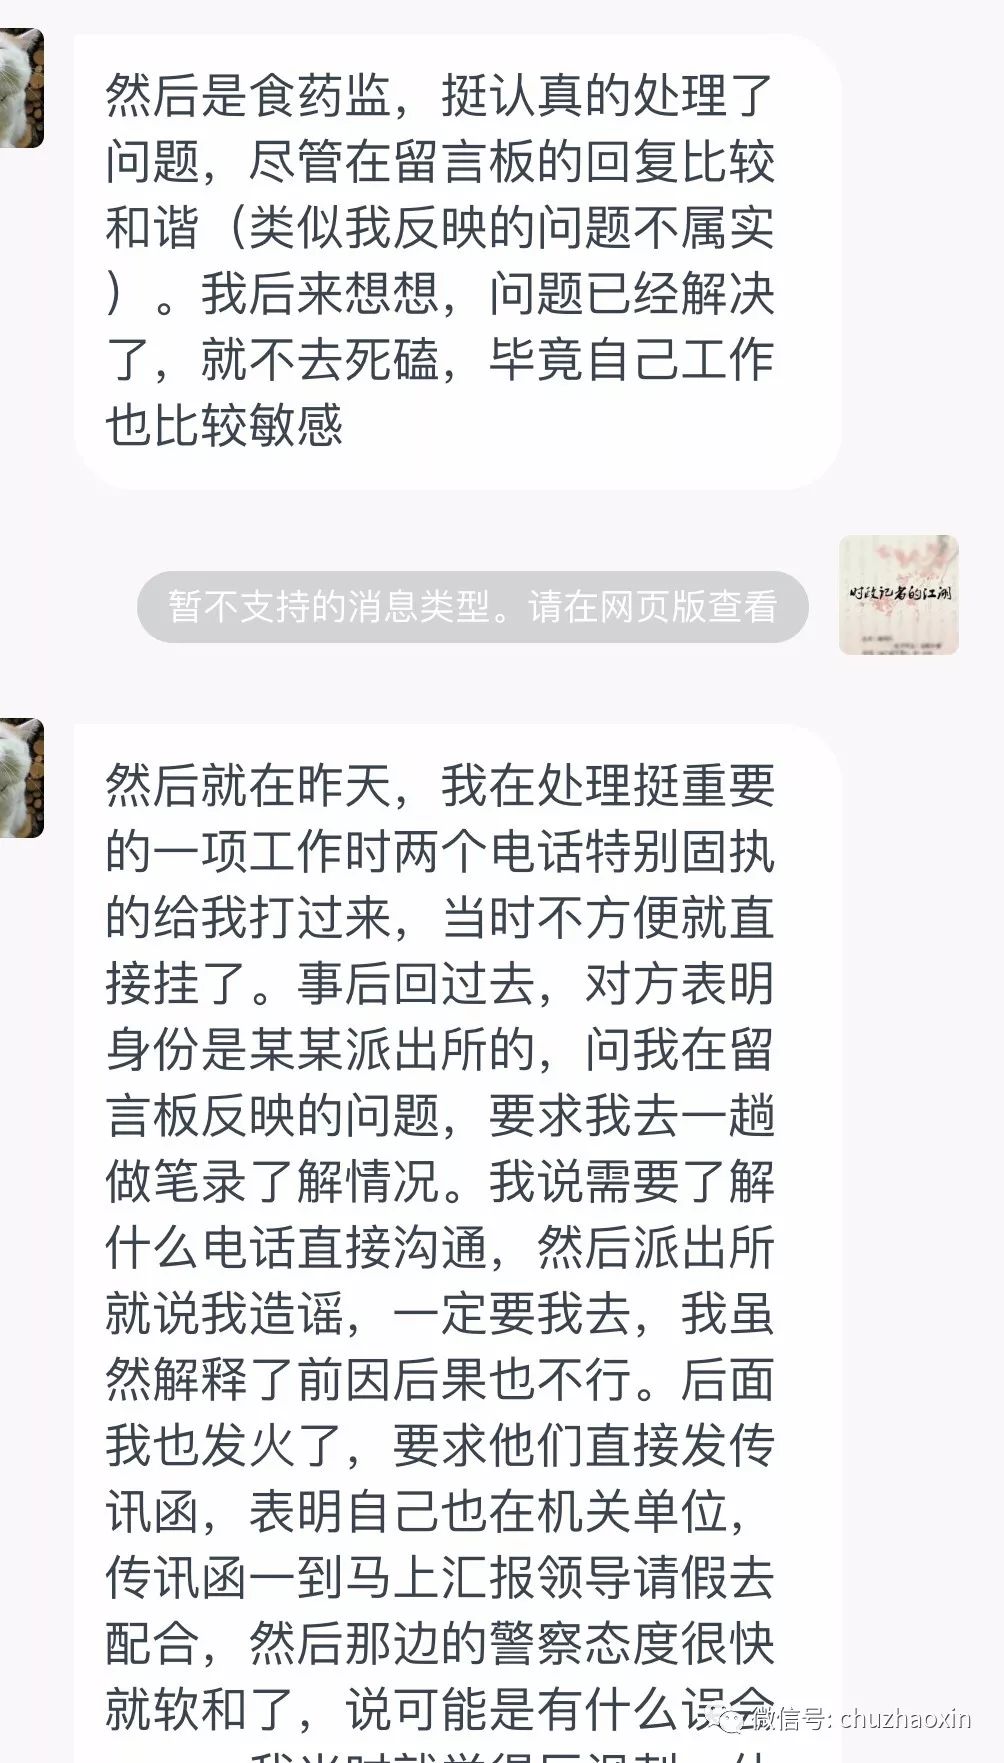 然后是食药监，挺认真的处理了
问题，尽管在留言板的回复比较
和谐（类似我反映的问题不属实
）。我后来想想，问题已经解决
了，就不去死磕，毕竟自己工作
也比较敏感
暂不支持的消息类型。请在网页版查看
时政记者的江湖
然后就在昨天，我在处理挺重要
的一项工作时两个电话特别固执
的给我打过来，当时不方便就直
接挂了。事后回过去，对方表明
身份是某某派出所的，问我在留
言板反映的问题，要求我去一趟
做笔录了解情况。我说需要了解
什么电话直接沟通，然后派出所
就说我造谣，一定要我去，我虽
然解释了前因后果也不行。后面
我也发火了，要求他们直接发传
讯函，表明自己也在机关单位，
传讯函一到马上汇报领导请假去
配合，然后那边的警察态度很快
就软和了，说可能是有什么误会
微信号: chuzhaoxin